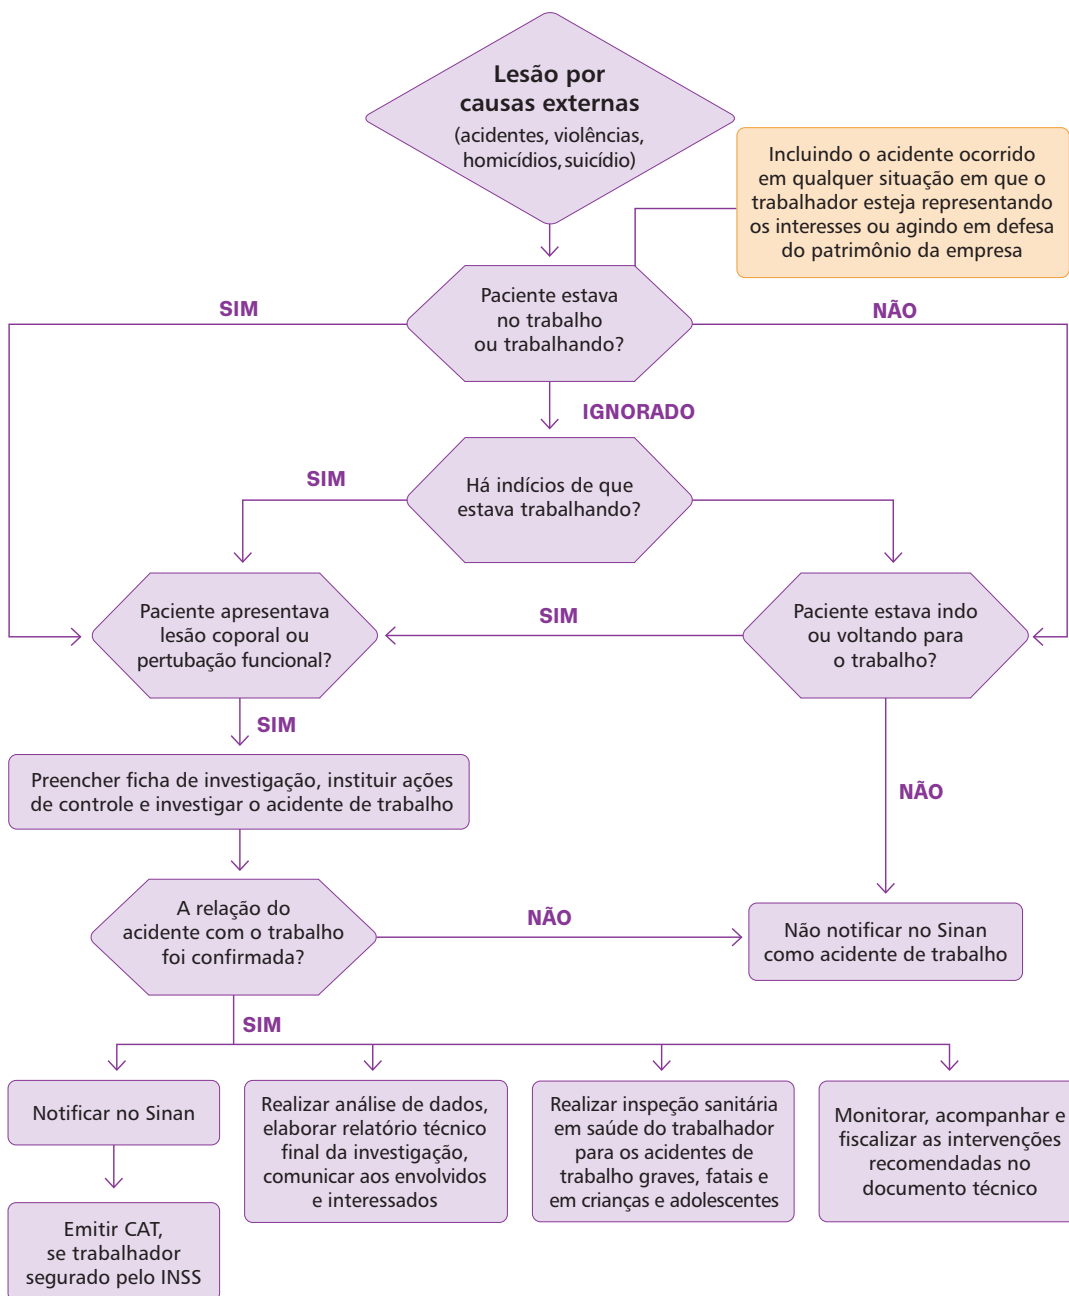 Lesão por
causas externas
(acidentes, violências,
homicídios, suicídio)
Incluindo o acidente ocorrido
em qualquer situação em que o
trabalhador esteja representando
os interesses ou agindo em defesa
do patrimônio da empresa
SIM
Paciente estava
no trabalho
ou trabalhando?
NÃO
IGNORADO
SIM
Há indícios de que
estava trabalhando?
Paciente apresentava
lesão coporal ou
pertubação funcional?
SIM
Paciente estava indo
ou voltando para
o trabalho?
SIM
Preencher ficha de investigação, instituir ações
de controle e investigar o acidente de trabalho
NÃO
A relação do
acidente com o trabalho
foi confirmada?
NÃO
Não notificar no Sinan
como acidente de trabalho
SIM
Notificar no Sinan
Realizar análise de dados,
elaborar relatório técnico
final da investigação,
comunicar aos envolvidos
e interessados
Realizar inspeção sanitária
em saúde do trabalhador
para os acidentes de
trabalho graves, fatais e
em crianças e adolescentes
Monitorar, acompanhar e
fiscalizar as intervenções
recomendadas no
documento técnico
Emitir CAT,
se trabalhador
segurado pelo INSS